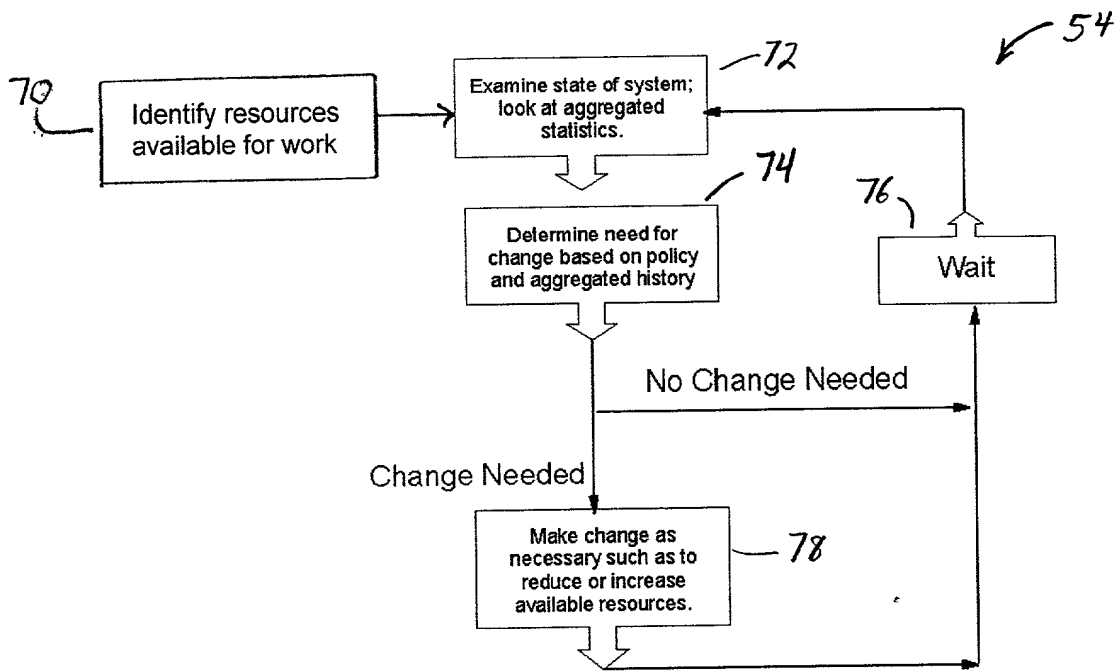 54
70
Identify resources
available for work
72
Examine state of system;
look at aggregated
statistics.
74
Determine need for
change based on policy
and aggregated history
76
Wait
No Change Needed
Change Needed
Make change as
necessary such as to
reduce or increase
available resources.
78